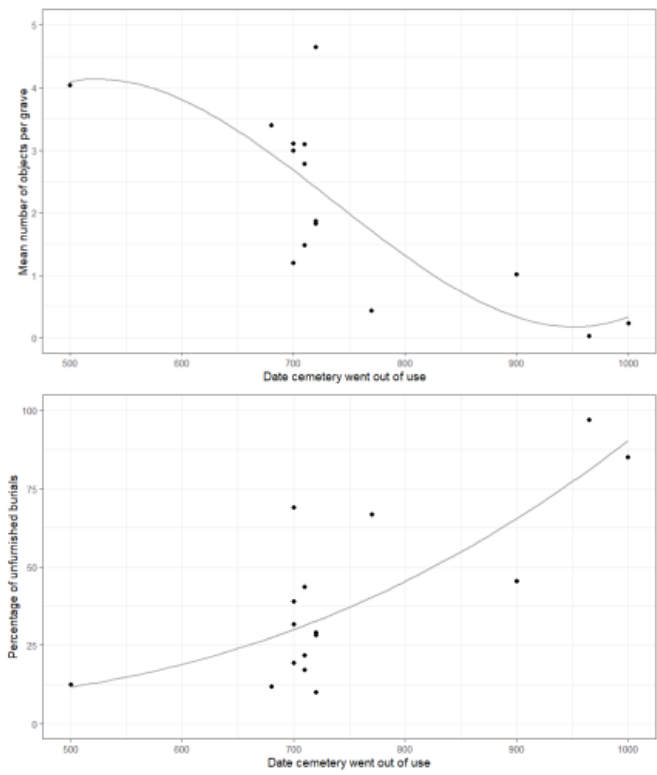 5
4
3
2
1
0
Mean number of objects per grave
500 600 700 800 900 1000
Date cemetery went out of use
100
75
50
25
0
Percentage of unfurnished burials
500 600 700 800 900 1000
Date cemetery went out of use